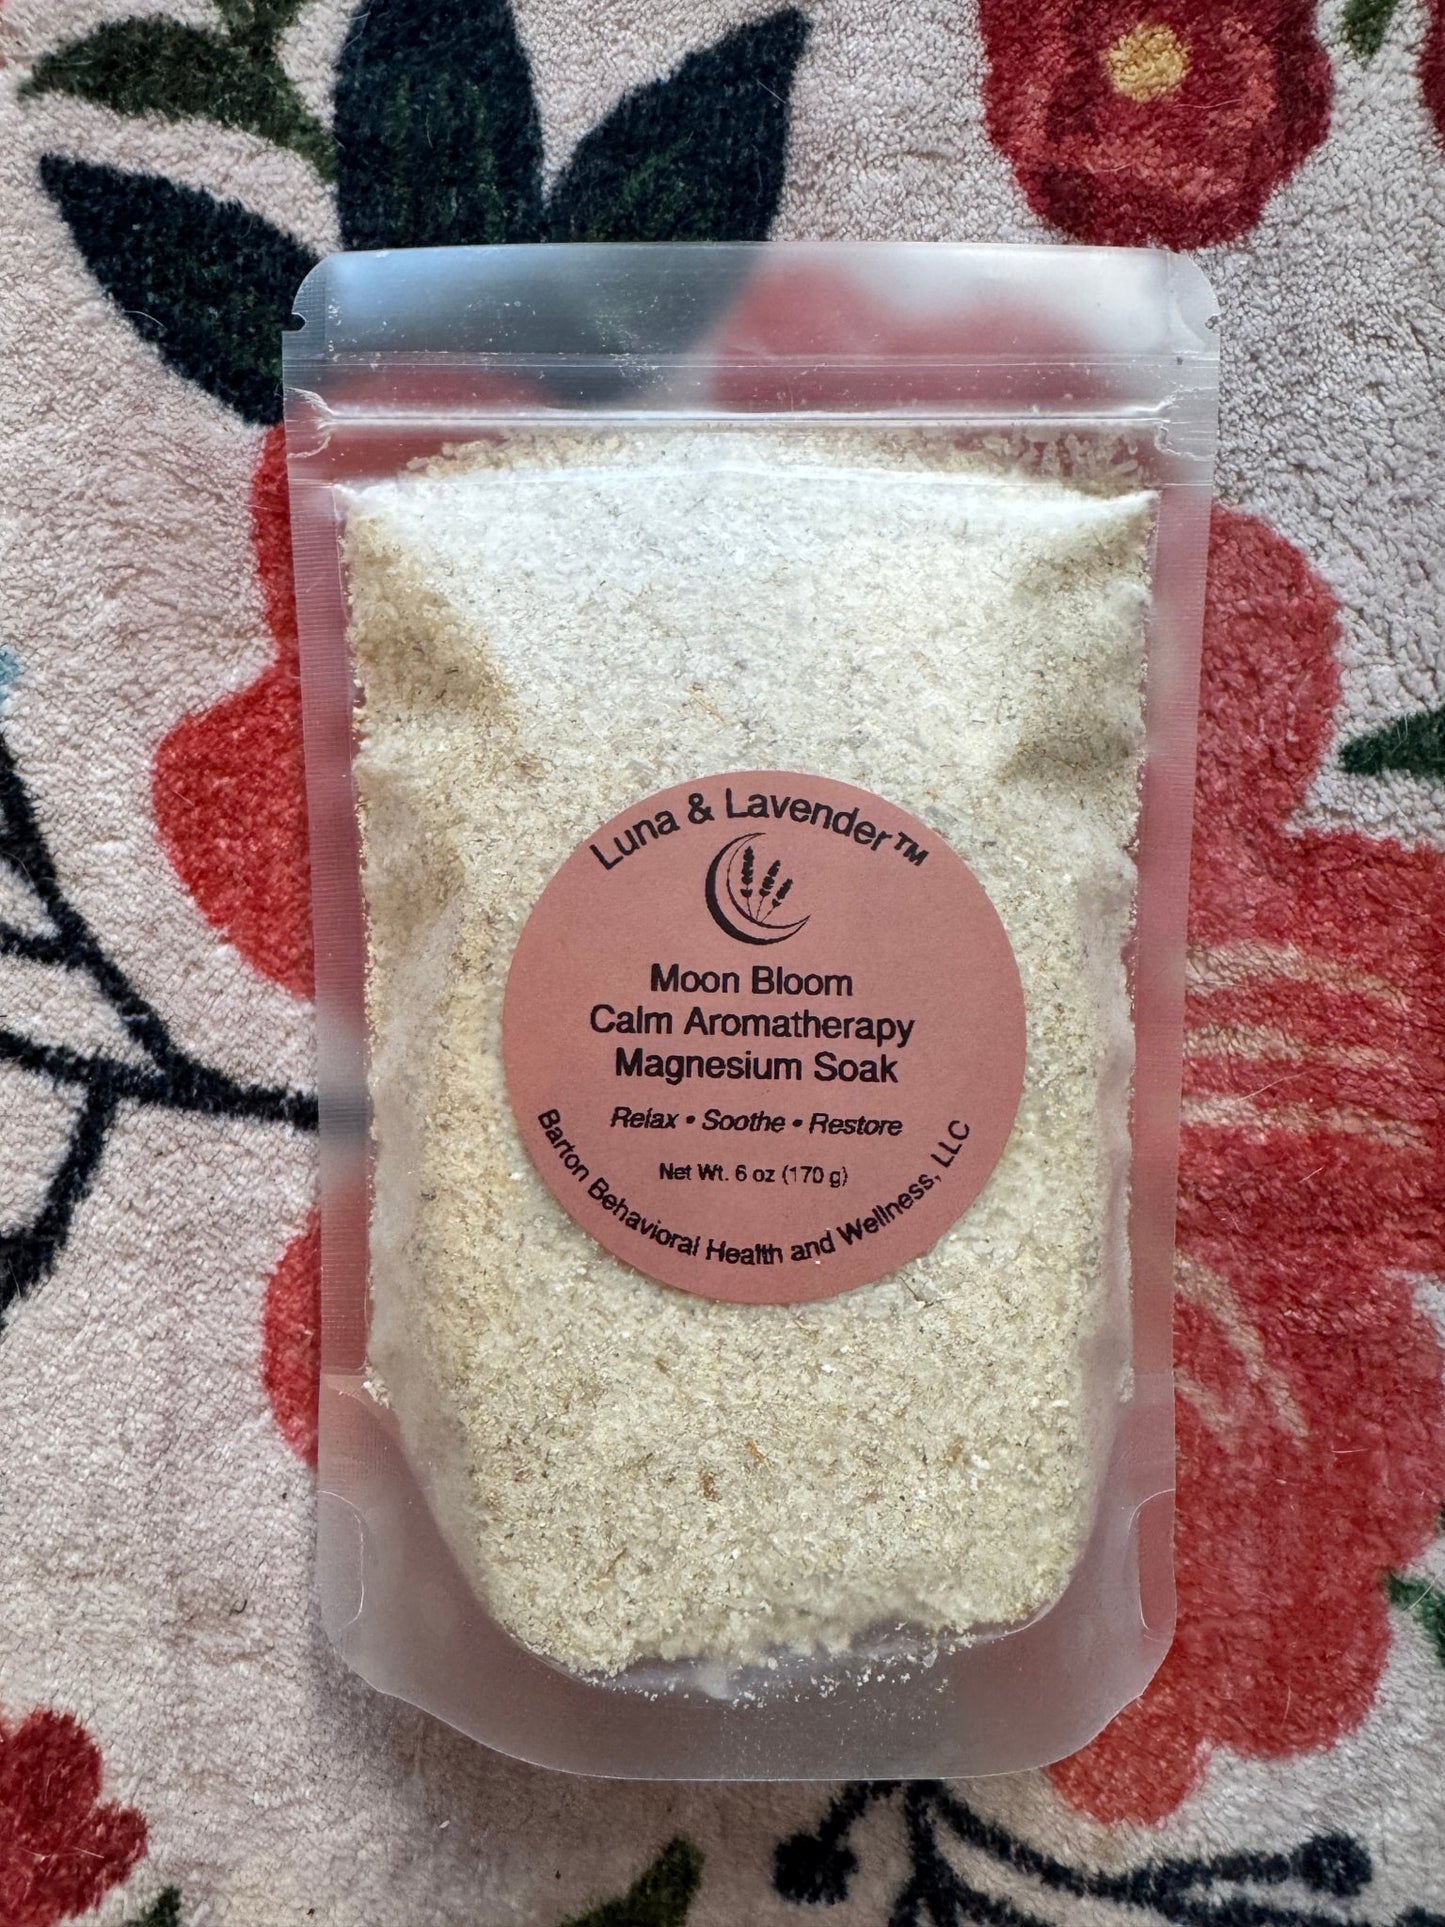 Luna & Lavender™
Moon Bloom
Calm Aromatherapy
Magnesium Soak
Relax • Soothe • Restore
Net Wt. 6 oz (170 g)
Barton Behavioral Health and Wellness, LLC